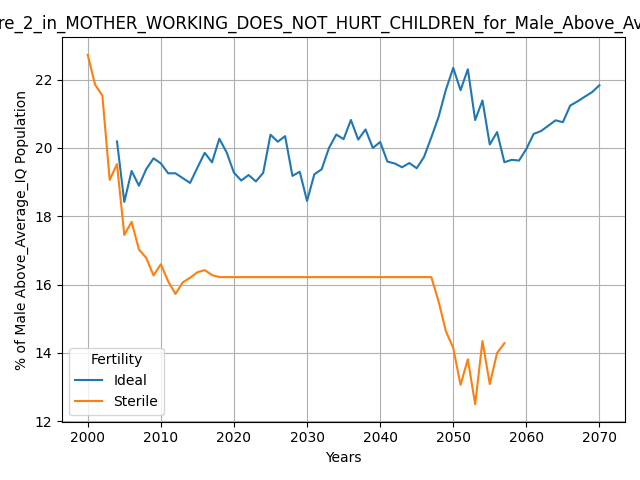 re_2_in_MOTHER_WORKING_DOES_NOT_HURT_CHILDREN_for_Male_Above_Av
% of Male Above_Average_IQ Population
22
20
18
16
14
12
Fertility
Ideal
Sterile
2000 2010 2020 2030 2040 2050 2060 2070
Years